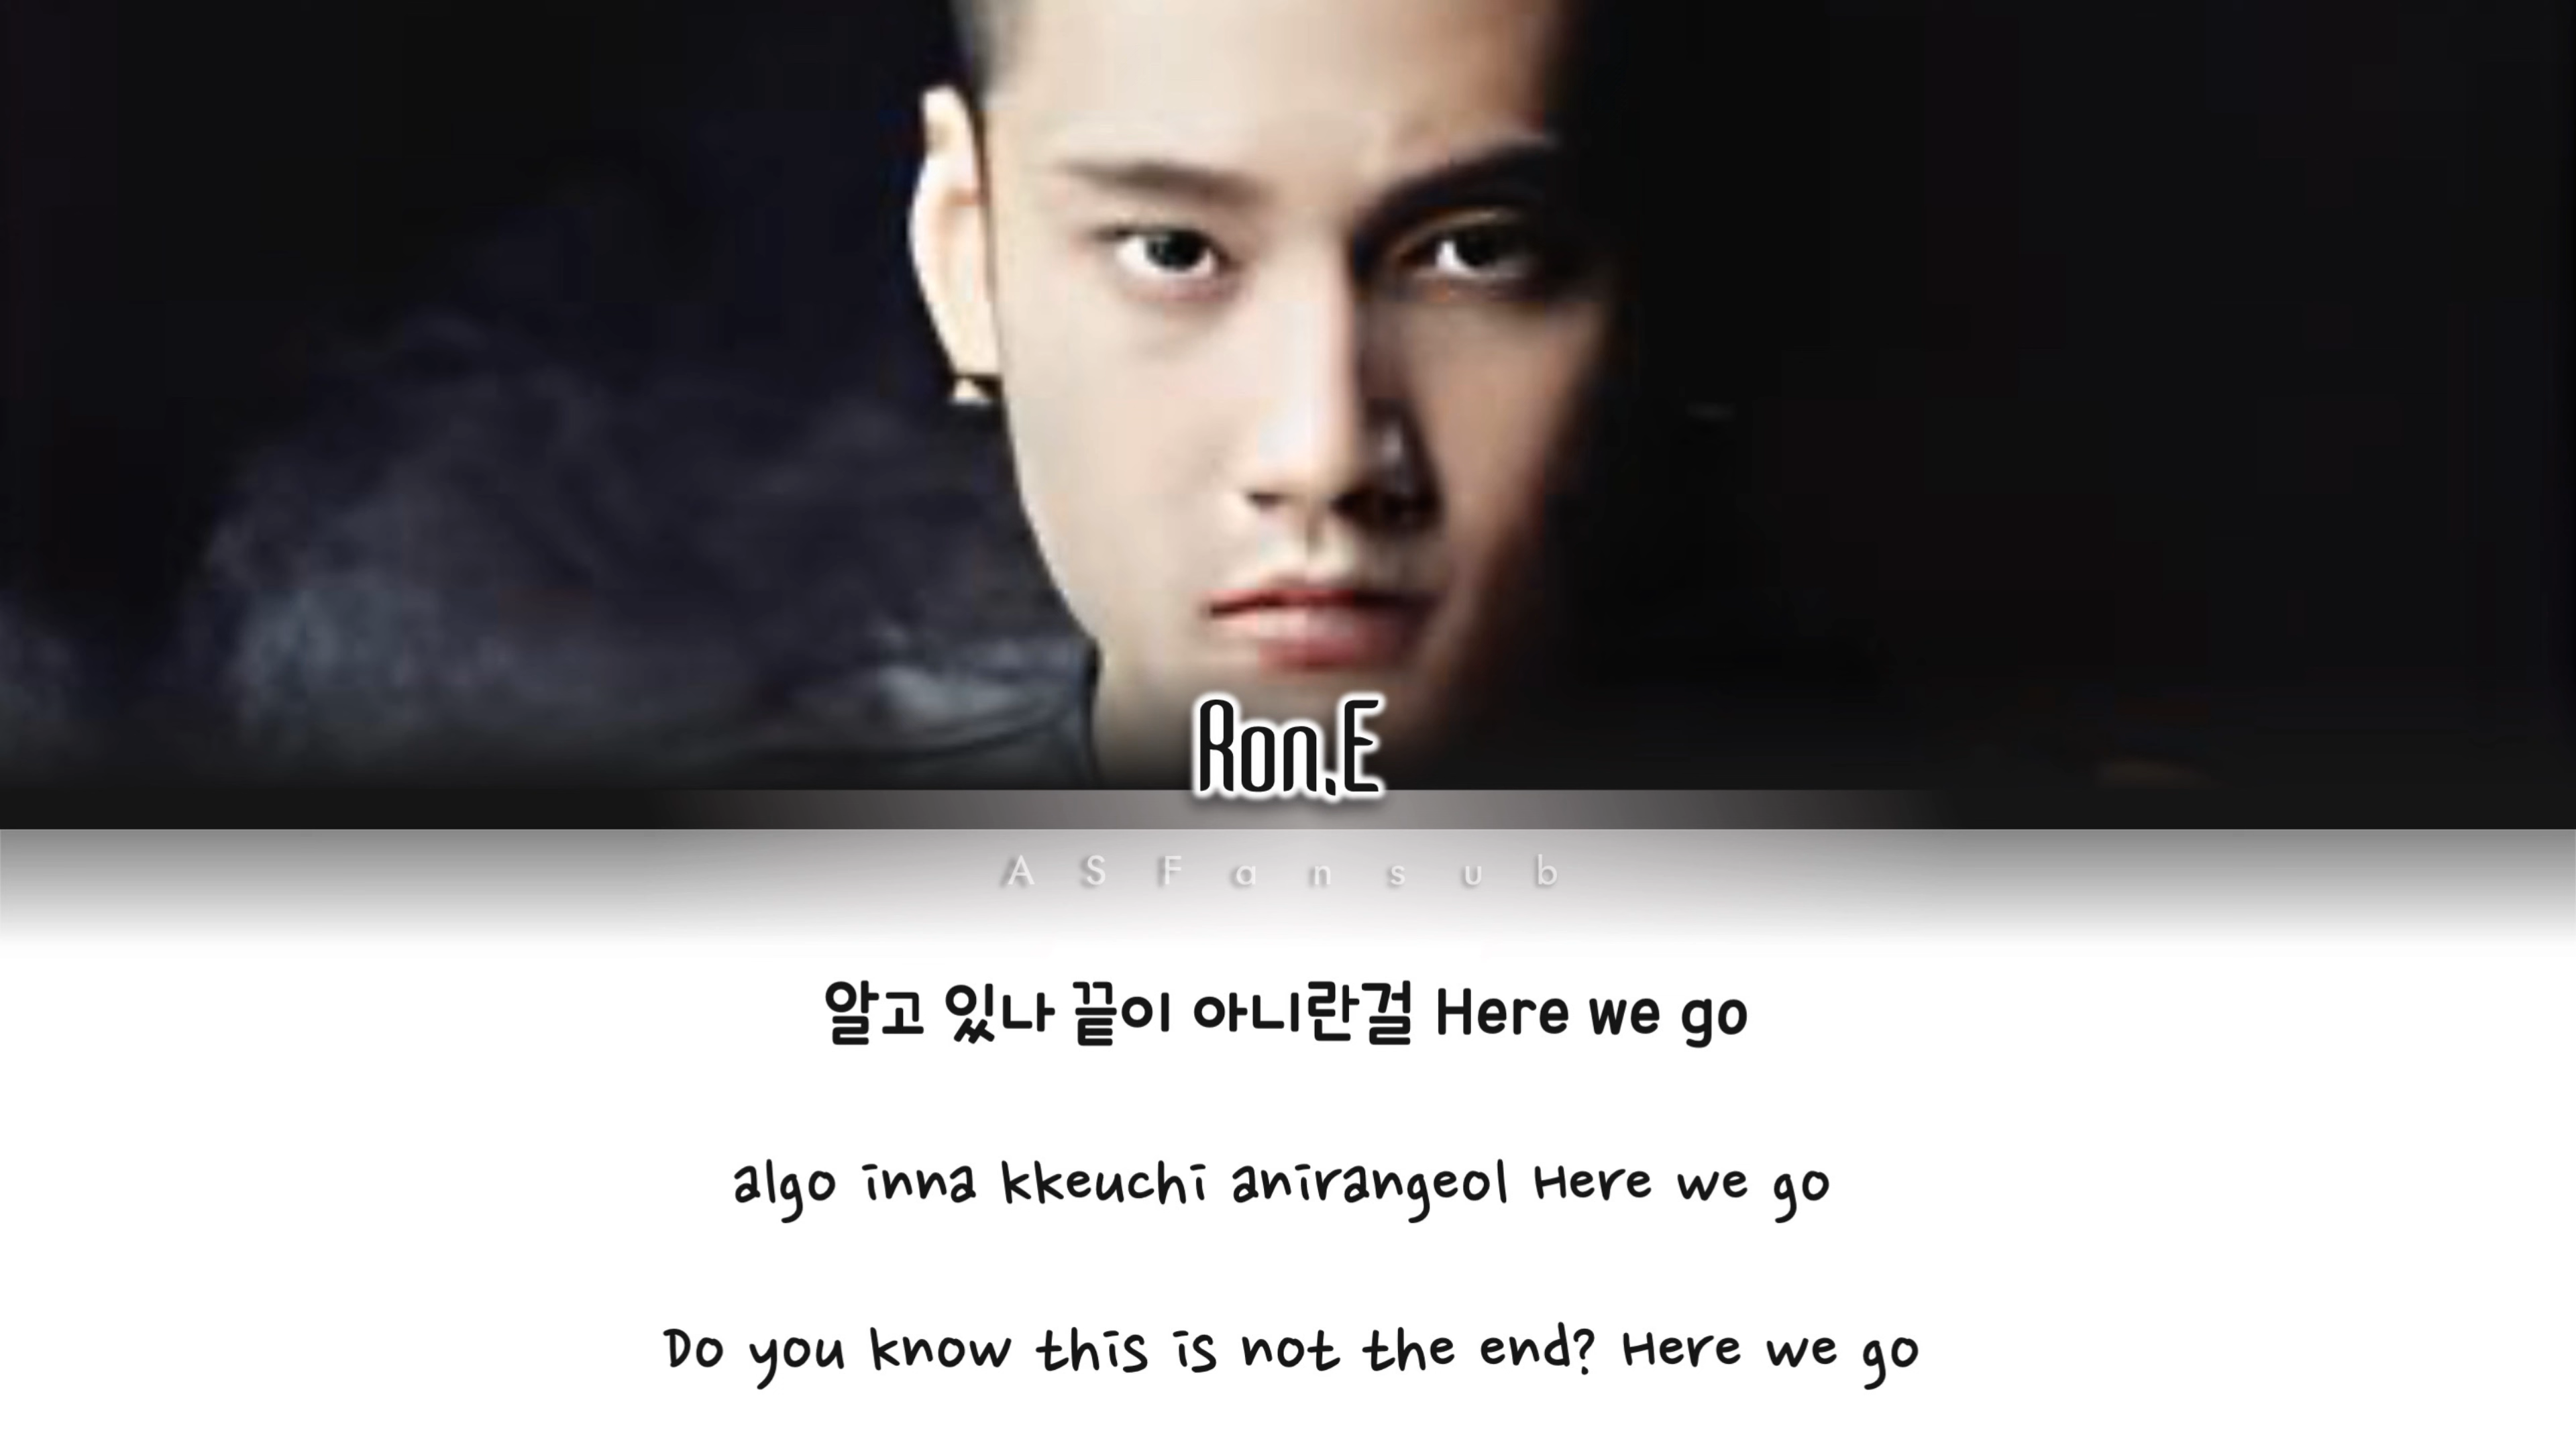 Ron.E
ASFansub
알고 있나 끝이 아니란걸 Here we go
algo inna kkeuchi anirangeol Here we go
Do you know this is not the end? Here we go